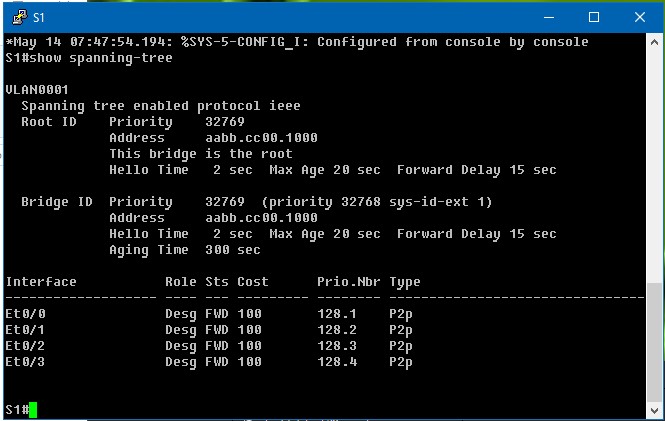 S1
*May 14 07:47:54.194: %SYS-5-CONFIG_I: Configured from console by console
S1#show spanning-tree
VLAN0001
  Spanning tree enabled protocol ieee
  Root ID    Priority    32769
             Address     aabb.cc00.1000
             This bridge is the root
             Hello Time   2 sec  Max Age 20 sec  Forward Delay 15 sec
  Bridge ID  Priority    32769  (priority 32768 sys-id-ext 1)
             Address     aabb.cc00.1000
             Hello Time   2 sec  Max Age 20 sec  Forward Delay 15 sec
             Aging Time  300 sec
Interface           Role Sts Cost      Prio.Nbr Type
------------------- ---- --- --------- -------- --------------------------------
Et0/0               Desg FWD 100       128.1    P2p
Et0/1               Desg FWD 100       128.2    P2p
Et0/2               Desg FWD 100       128.3    P2p
Et0/3               Desg FWD 100       128.4    P2p
S1#